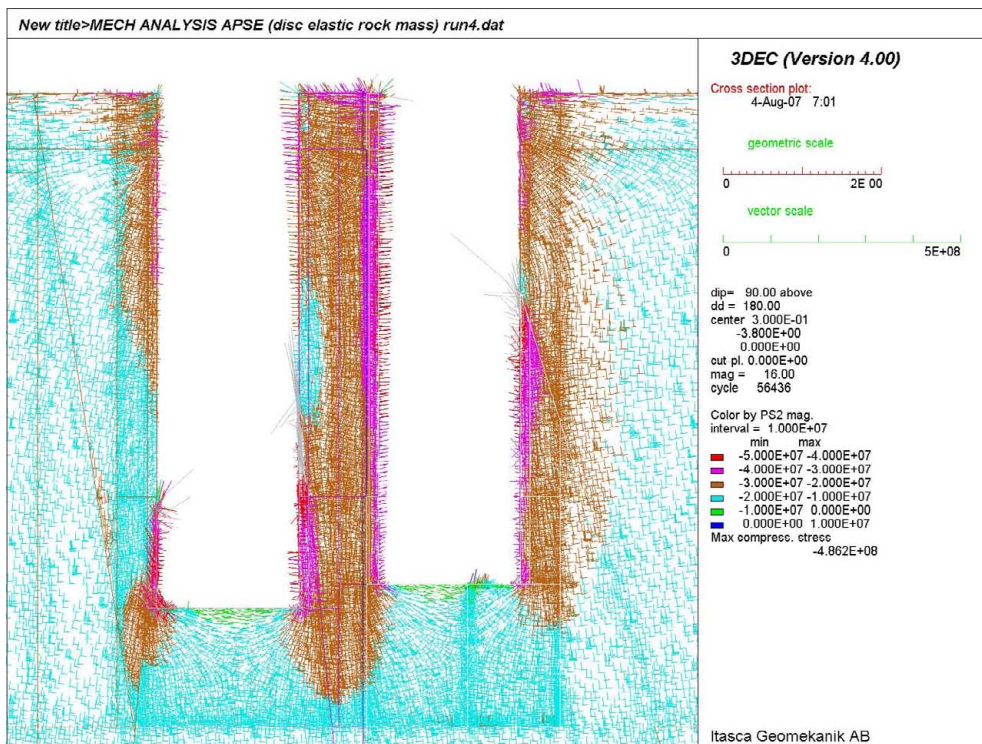 New title>MECH ANALYSIS APSE (disc elastic rock mass) run4.dat
3DEC (Version 4.00)
Cross section plot:
4-Aug-07 7:01
geometric scale
0 2E 00
vector scale
0 5E+08
dip= 90.00 above
dd = 180.00
center 3.000E-01
-3.800E+00
0.000E+00
cut pl. 0.000E+00
mag = 16.00
cycle 56436
Color by PS2 mag.
interval = 1.000E+07
min max
-5.000E+07 -4.000E+07
-4.000E+07 -3.000E+07
-3.000E+07 -2.000E+07
-2.000E+07 -1.000E+07
-1.000E+07 0.000E+00
0.000E+00 1.000E+07
Max compress. stress
-4.862E+08
Itasca Geomekanik AB